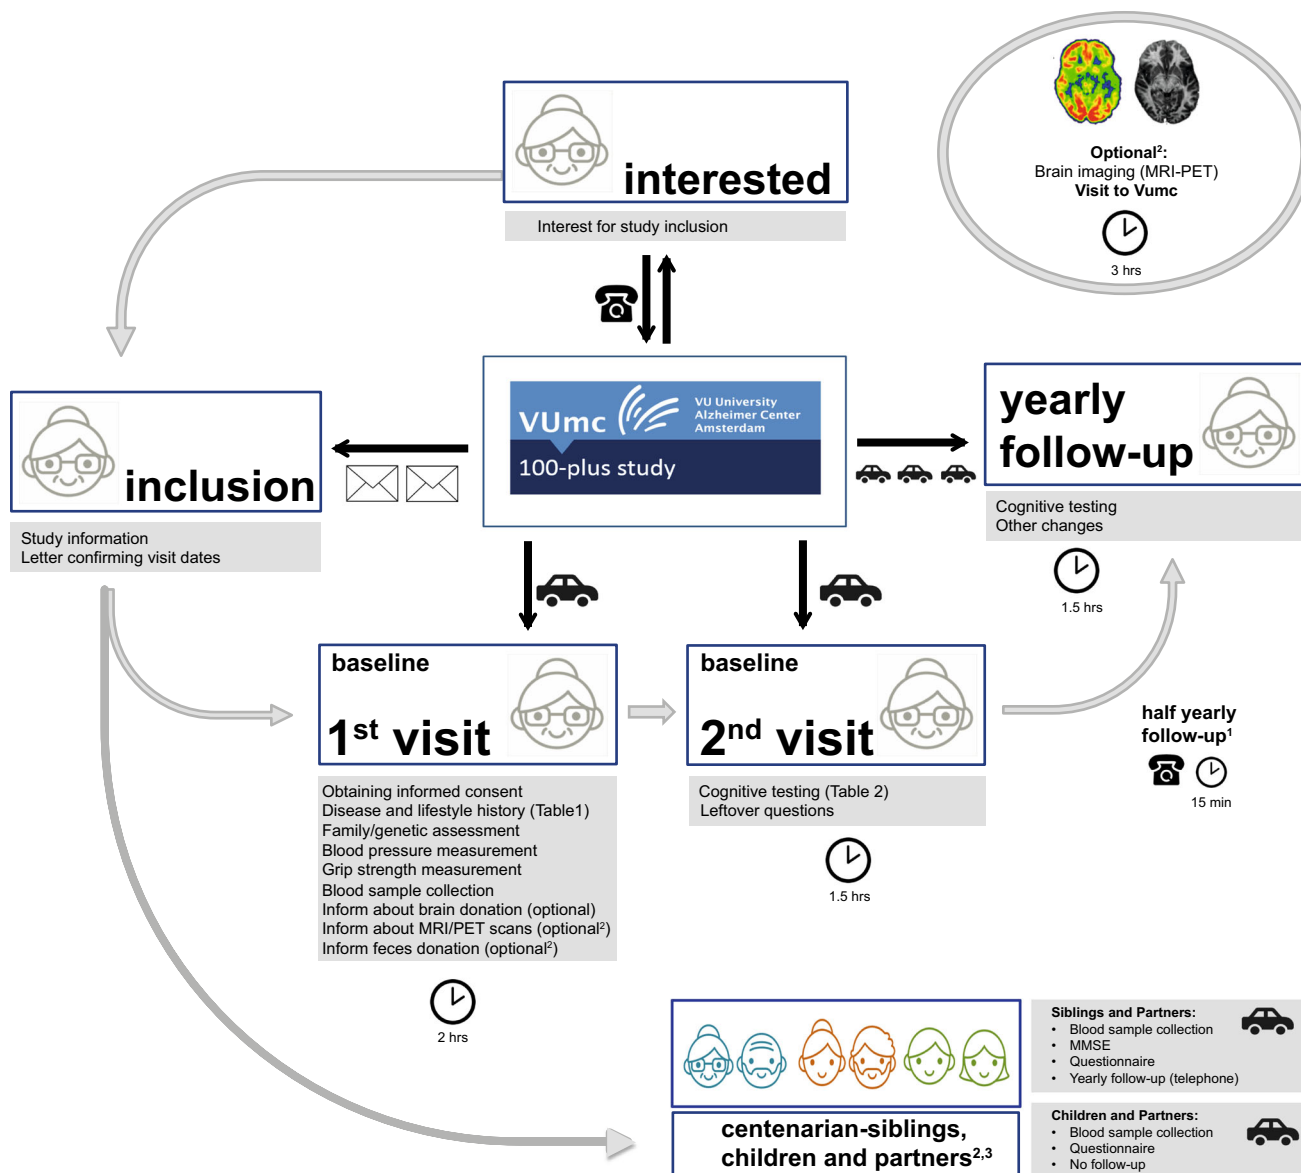 interested
Interest for study inclusion
Optional²:
Brain imaging (MRI-PET)
Visit to Vumc
3 hrs
VUmc
VU University
Alzheimer Center
Amsterdam
100-plus study
inclusion
Study information
Letter confirming visit dates
yearly
follow-up
Cognitive testing
Other changes
1.5 hrs
baseline
1st visit
Obtaining informed consent
Disease and lifestyle history (Table1)
Family/genetic assessment
Blood pressure measurement
Grip strength measurement
Blood sample collection
Inform about brain donation (optional)
Inform about MRI/PET scans (optional²)
Inform feces donation (optional²)
2 hrs
baseline
2nd visit
Cognitive testing (Table 2)
Leftover questions
1.5 hrs
half yearly
follow-up¹
15 min
centenarian-siblings,
children and partners²,³
Siblings and Partners:
• Blood sample collection
• MMSE
• Questionnaire
• Yearly follow-up (telephone)
Children and Partners:
• Blood sample collection
• Questionnaire
• No follow-up